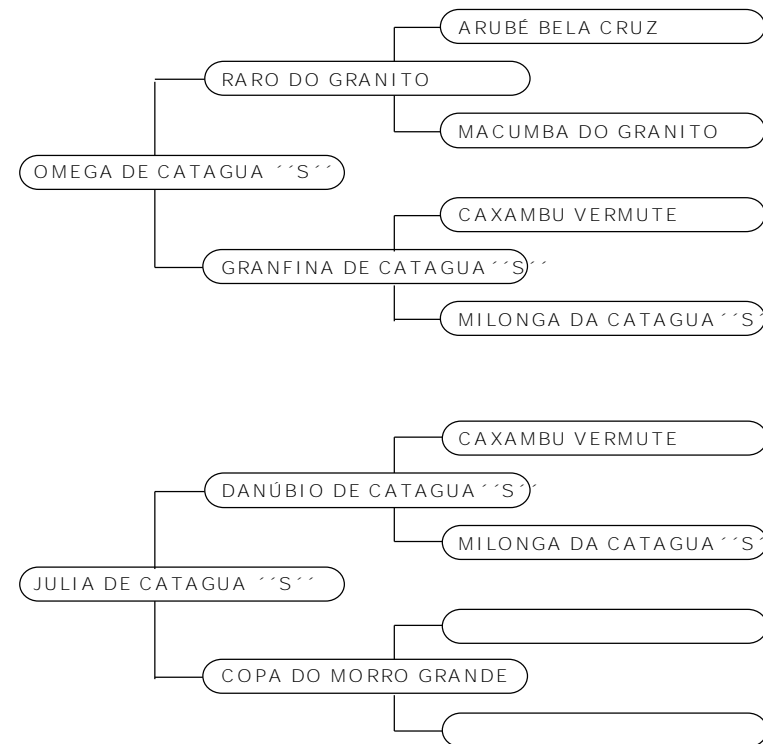 ARUBÉ BELA CRUZ
RARO DO GRANITO
MACUMBA DO GRANITO
OMEGA DE CATAGUA ´´S´´
CAXAMBU VERMUTE
GRANFINA DE CATAGUA´´S´´
MILONGA DA CATAGUA´´S´
CAXAMBU VERMUTE
DANÚBIO DE CATAGUA´´S´´
MILONGA DA CATAGUA´´S´
JULIA DE CATAGUA ´´S´´
COPA DO MORRO GRANDE